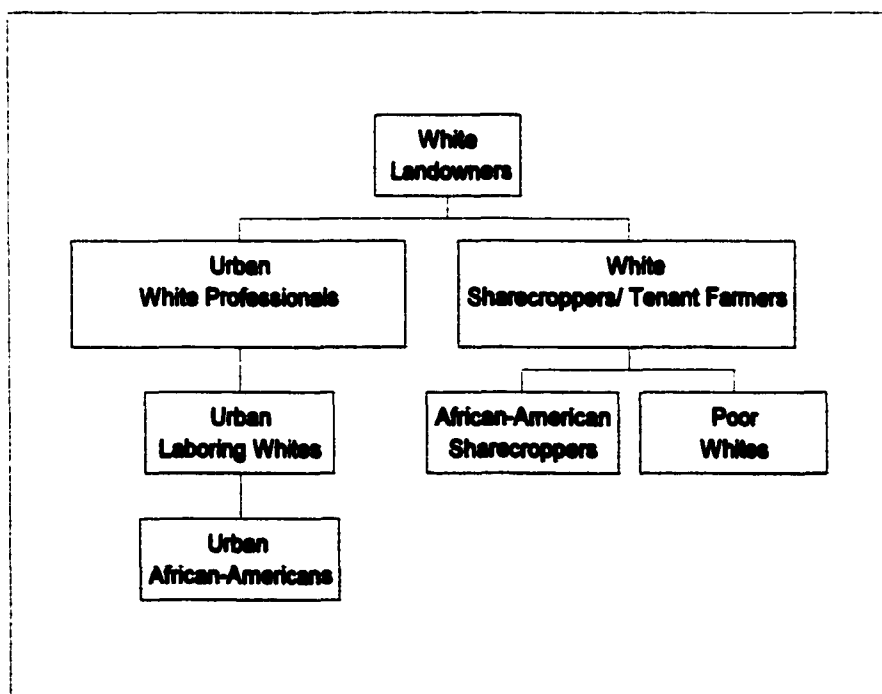 White
Landowners
Urban
White Professionals
White
Sharecroppers/ Tenant Farmers
Urban
Laboring Whites
African-American
Sharecroppers
Poor
Whites
Urban
African-Americans